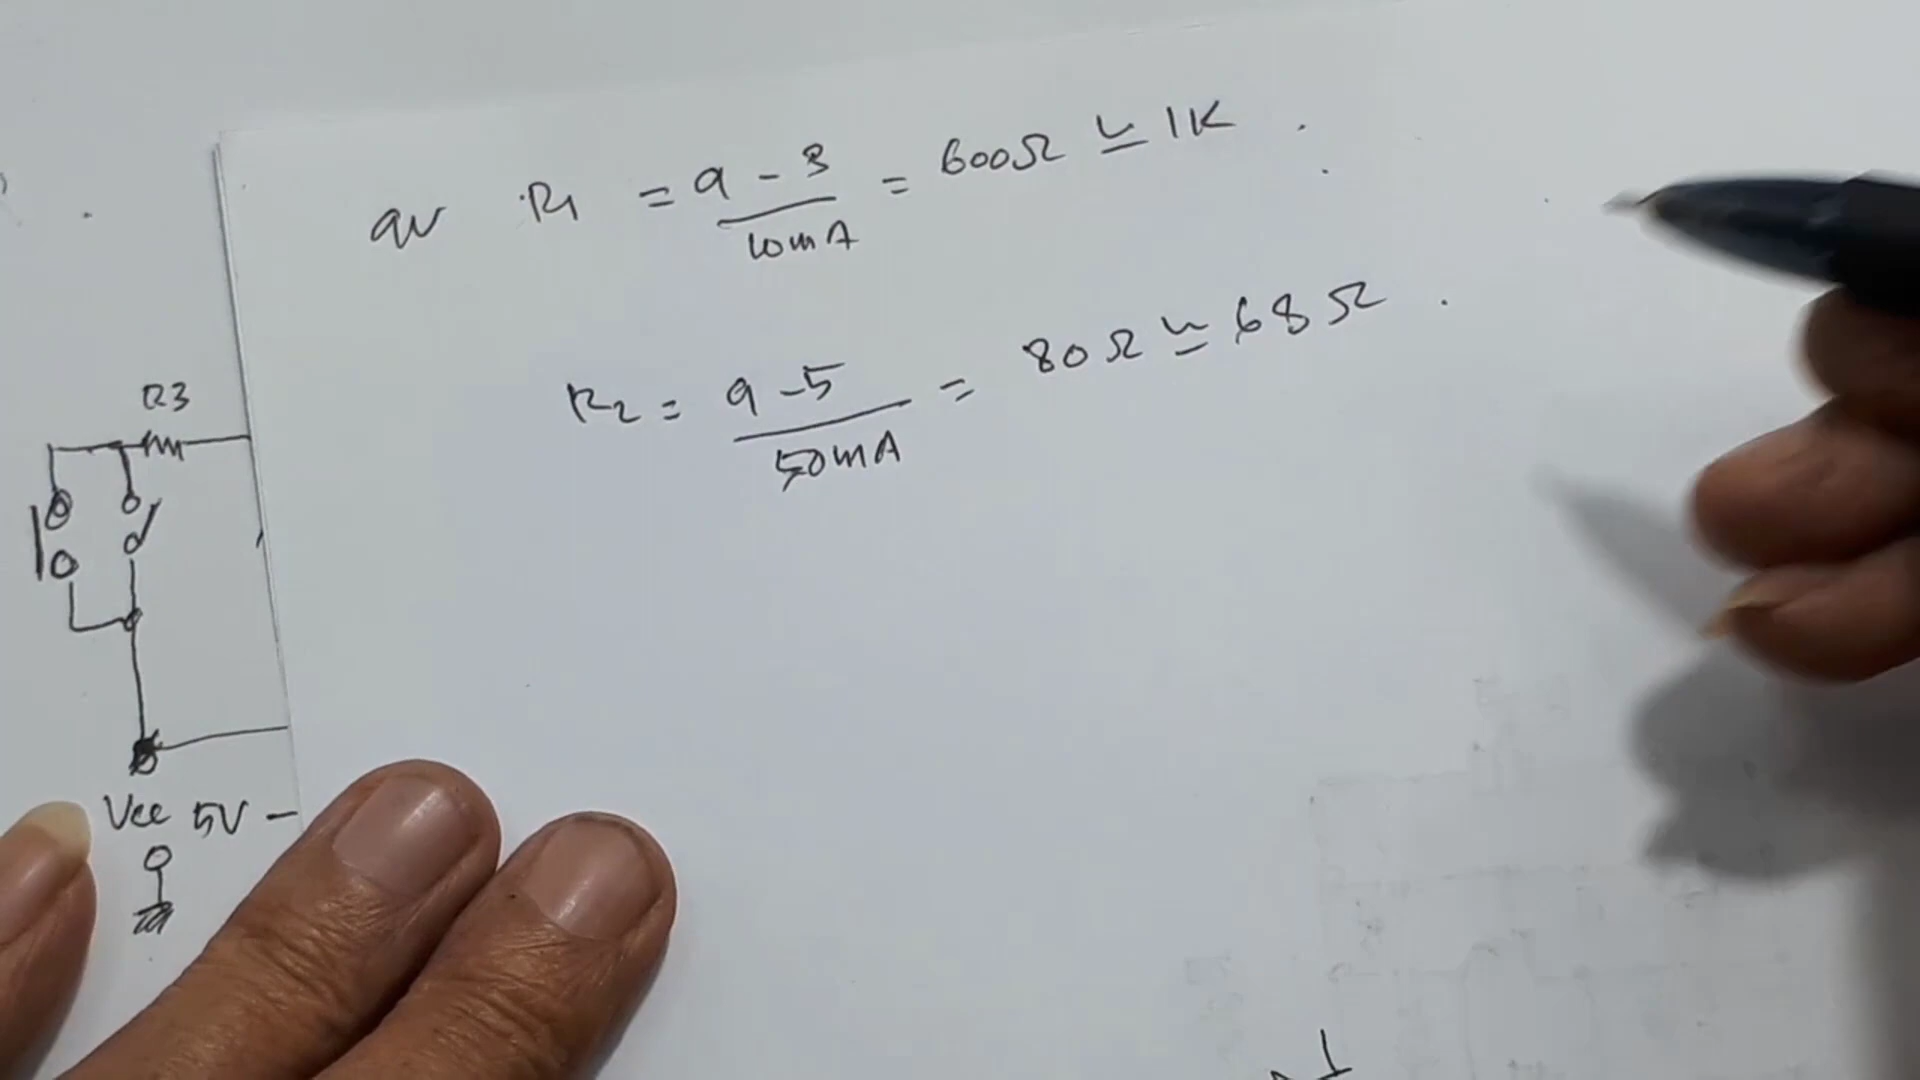 9V R1 = 9 - 3 / 10mA = 600Ω ≃ 1K
R2 = 9 - 5 / 50mA = 80Ω ≃ 68Ω
R3
Vcc 5V -